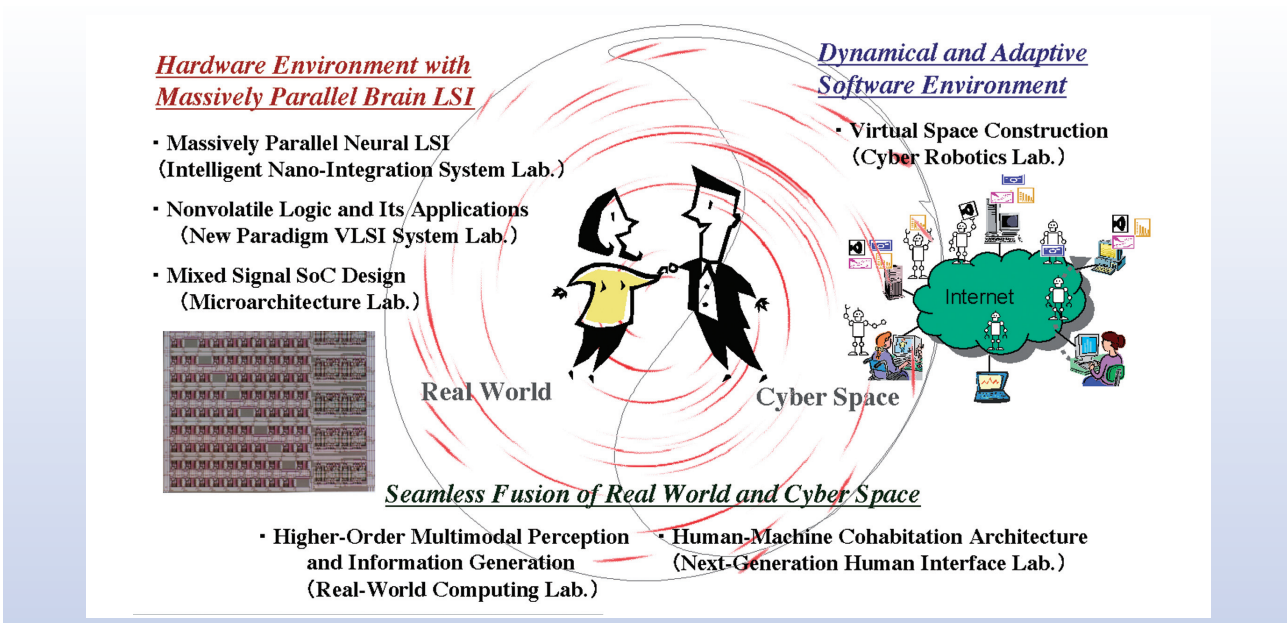 Hardware Environment with
Massively Parallel Brain LSI
・Massively Parallel Neural LSI
(Intelligent Nano-Integration System Lab.)
・Nonvolatile Logic and Its Applications
(New Paradigm VLSI System Lab.)
・Mixed Signal SoC Design
(Microarchitecture Lab.)
Dynamical and Adaptive
Software Environment
・Virtual Space Construction
(Cyber Robotics Lab.)
Internet
Real World
Cyber Space
Seamless Fusion of Real World and Cyber Space
・Higher-Order Multimodal Perception
and Information Generation
(Real-World Computing Lab.)
・Human-Machine Cohabitation Architecture
(Next-Generation Human Interface Lab.)